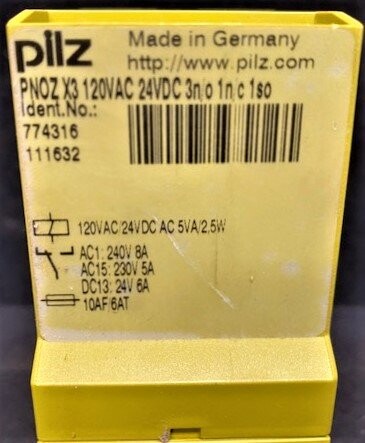 pilz
Made in Germany
http://www.pilz.com
PNOZ X3 120VAC 24VDC 3n/o 1n/c 1so
Ident.No.:
774316
111632
120VAC/24VDC AC 5VA/2.5W
AC1: 240V 8A
AC15: 230V 5A
DC13: 24V 6A
10AF/6AT